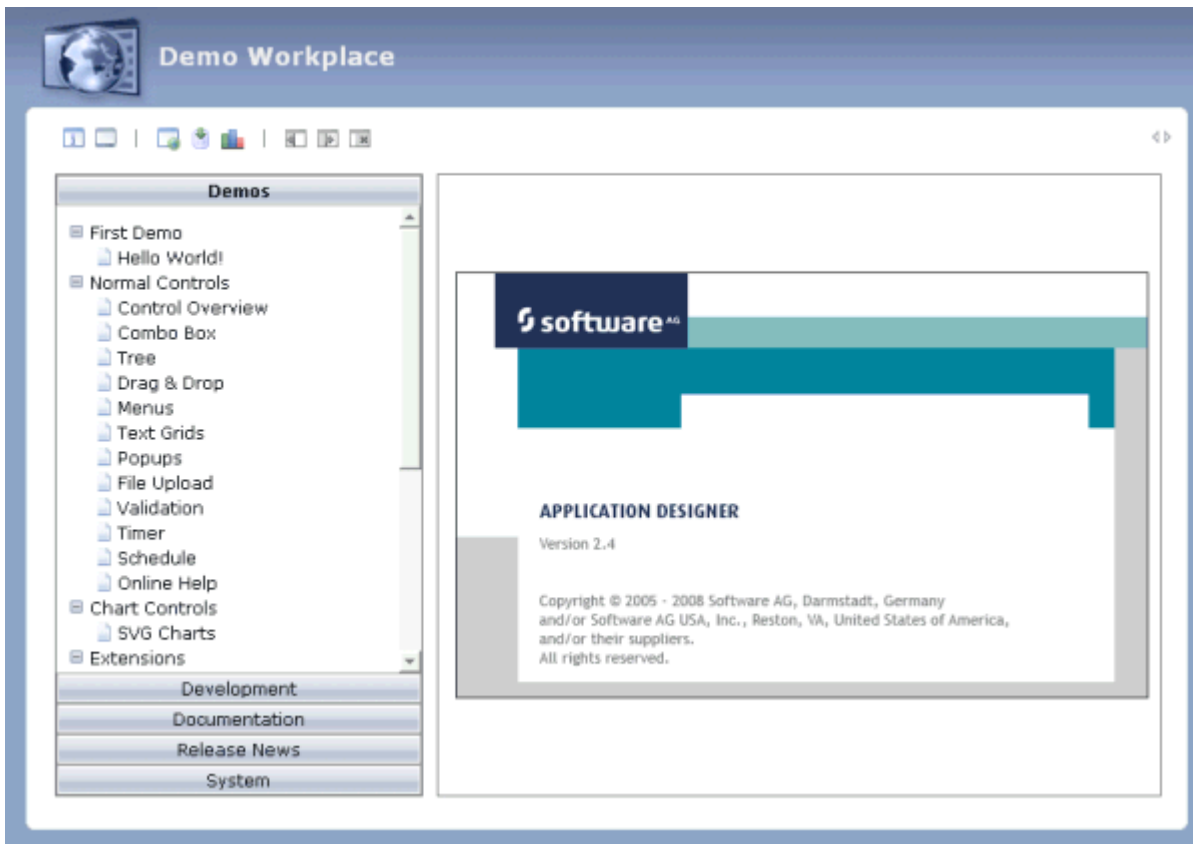 Demo Workplace
Demos
First Demo
Hello World!
Normal Controls
Control Overview
Combo Box
Tree
Drag & Drop
Menus
Text Grids
Popups
File Upload
Validation
Timer
Schedule
Online Help
Chart Controls
SVG Charts
Extensions
Development
Documentation
Release News
System
software AG
APPLICATION DESIGNER
Version 2.4
Copyright © 2005 - 2008 Software AG, Darmstadt, Germany
and/or Software AG USA, Inc., Reston, VA, United States of America,
and/or their suppliers.
All rights reserved.